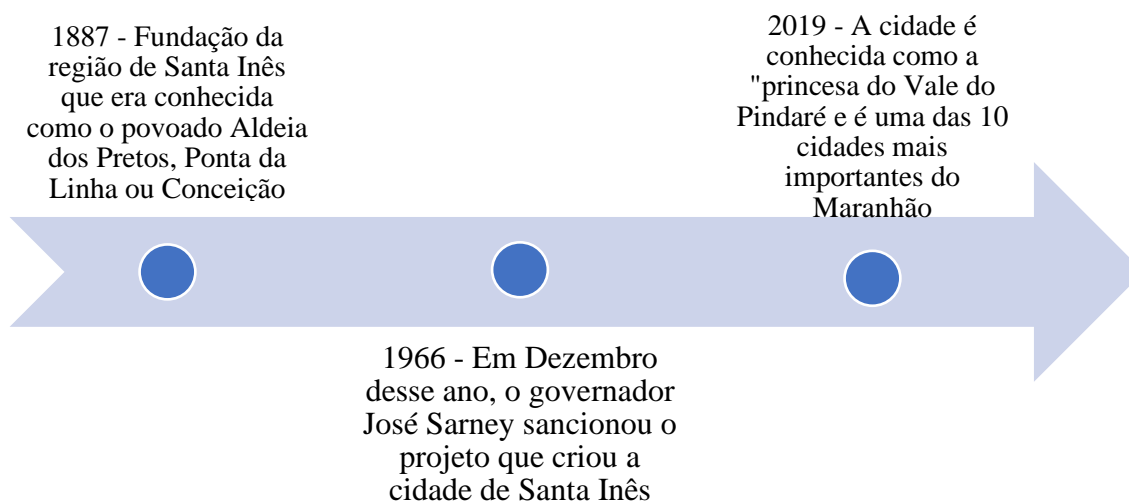 1887 - Fundação da
região de Santa Inês
que era conhecida
como o povoado Aldeia
dos Pretos, Ponta da
Linha ou Conceição
1966 - Em Dezembro
desse ano, o governador
José Sarney sancionou o
projeto que criou a
cidade de Santa Inês
2019 - A cidade é
conhecida como a
"princesa do Vale do
Pindaré e é uma das 10
cidades mais
importantes do
Maranhão